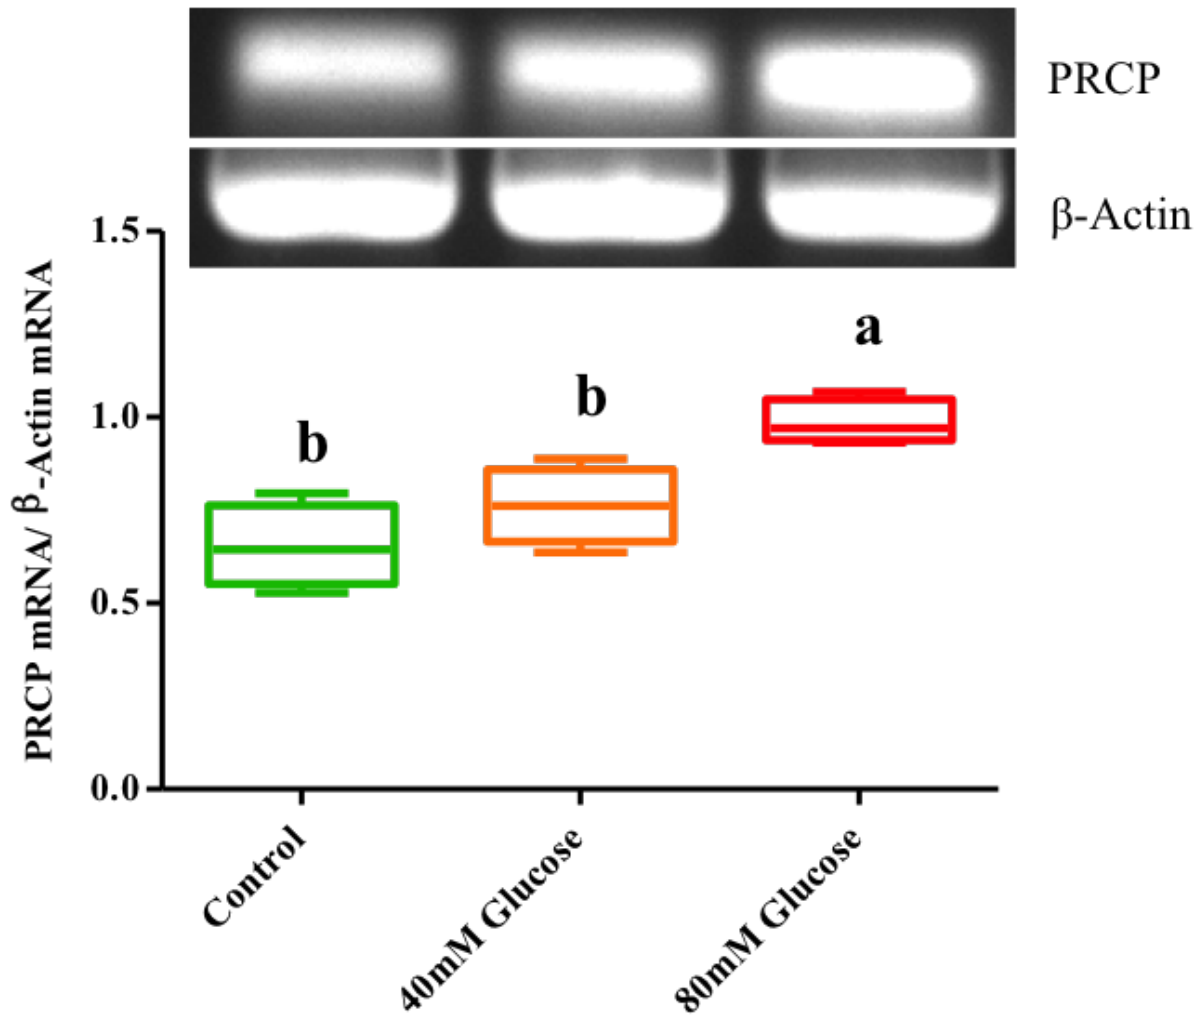 PRCP
β-Actin
1.5
1.0
0.5
0.0
PRCP mRNA/ β-Actin mRNA
b
b
a
Control
40mM Glucose
80mM Glucose